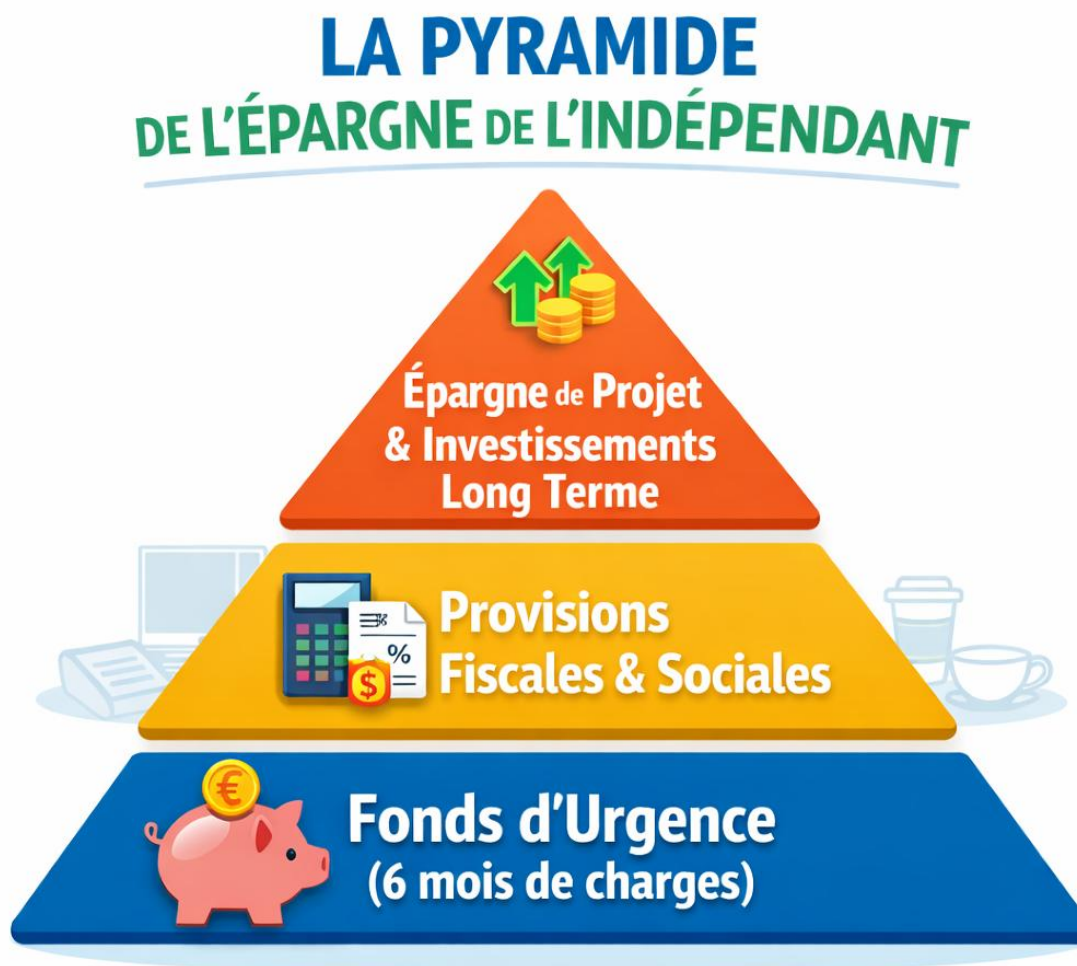 LA PYRAMIDE
DE L'ÉPARGNE DE L'INDÉPENDANT
Épargne de Projet
& Investissements
Long Terme
%
$
Provisions
Fiscales & Sociales
€
Fonds d'Urgence
(6 mois de charges)